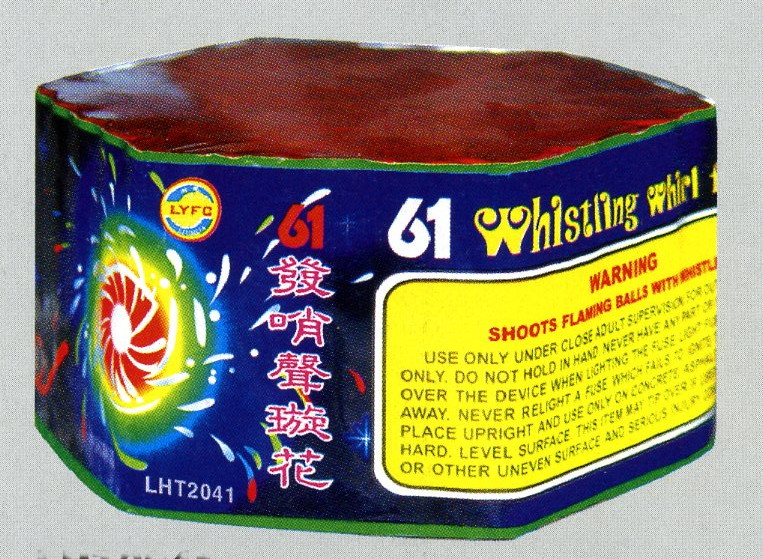 LYFC
61
發哨聲璇花
LHT2041
61 Whistling Whirl
WARNING
SHOOTS FLAMING BALLS WITH WHISTLE
USE ONLY UNDER CLOSE ADULT SUPERVISION. FOR
ONLY. DO NOT HOLD IN HAND. NEVER HAVE ANY PART
OVER THE DEVICE WHEN LIGHTING THE FUSE. LIGHT
AWAY. NEVER RELIGHT A FUSE WHICH FAILS TO IGNITE
PLACE UPRIGHT AND USE ONLY ON CONCRETE, ASPHALT
HARD. LEVEL SURFACE. THIS ITEM MAY TIP OVER
OR OTHER UNEVEN SURFACE AND SERIOUS INJURY